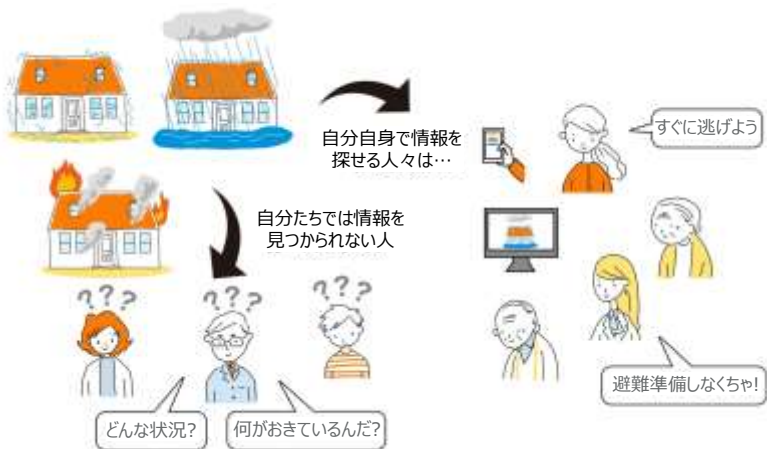 自分自身で情報を
探せる人々は…
すぐに逃げよう
自分たちでは情報を
見つかられない人
???
???
???
避難準備しなくちゃ!
どんな状況?
何がおきているんだ?